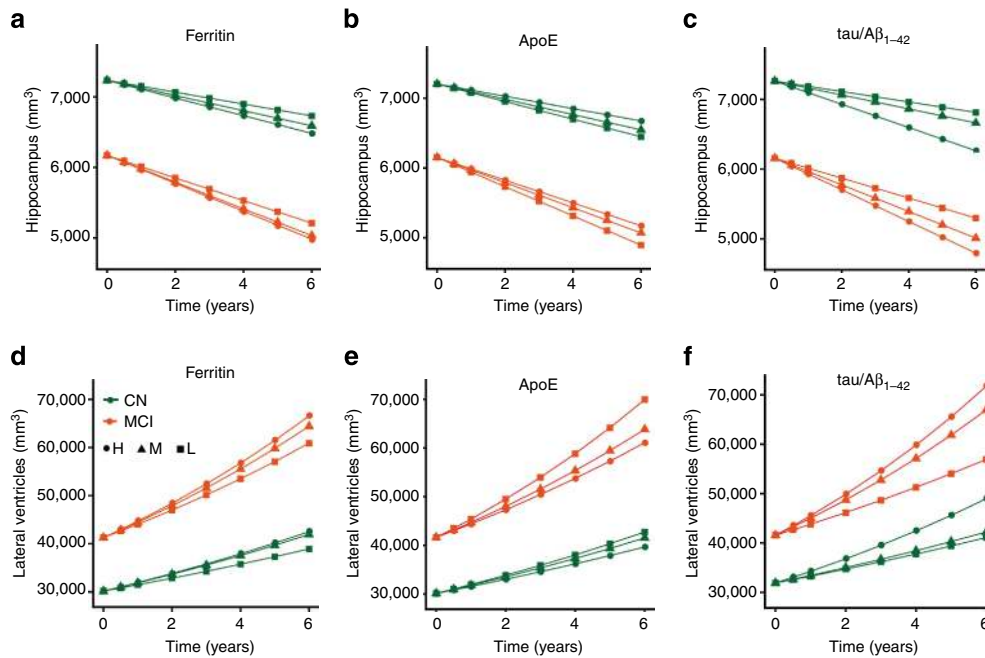 a
Ferritin
Hippocampus (mm³)
7,000
6,000
5,000
0 2 4 6
Time (years)
b
ApoE
Hippocampus (mm³)
7,000
6,000
5,000
0 2 4 6
Time (years)
c
tau/Aβ₁₋₄₂
Hippocampus (mm³)
7,000
6,000
5,000
0 2 4 6
Time (years)
d
Ferritin
Lateral ventricles (mm³)
70,000
60,000
50,000
40,000
30,000
CN
MCI
H M L
0 2 4 6
Time (years)
e
ApoE
Lateral ventricles (mm³)
70,000
60,000
50,000
40,000
30,000
0 2 4 6
Time (years)
f
tau/Aβ₁₋₄₂
Lateral ventricles (mm³)
70,000
60,000
50,000
40,000
30,000
0 2 4 6
Time (years)